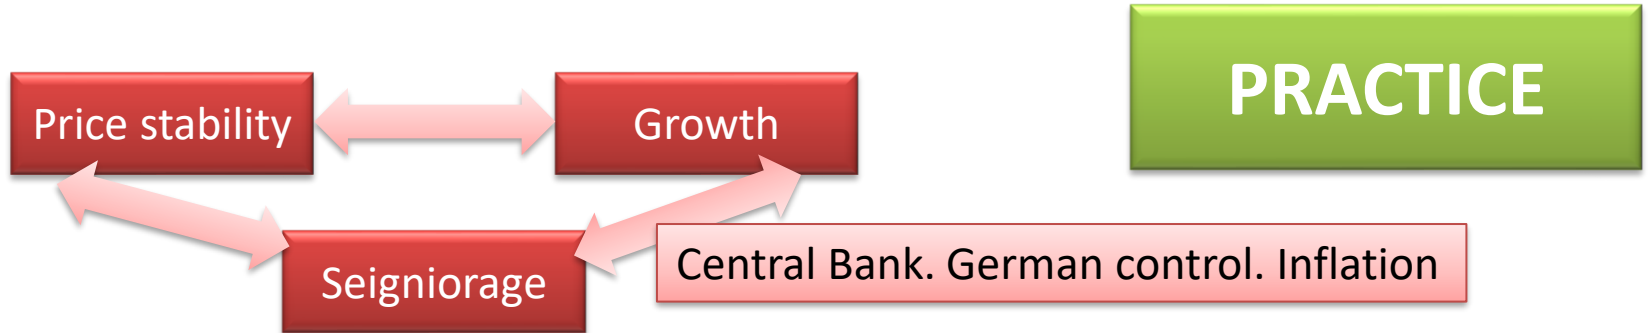 PRACTICE
Price stability
Growth
Seigniorage
Central Bank. German control. Inflation